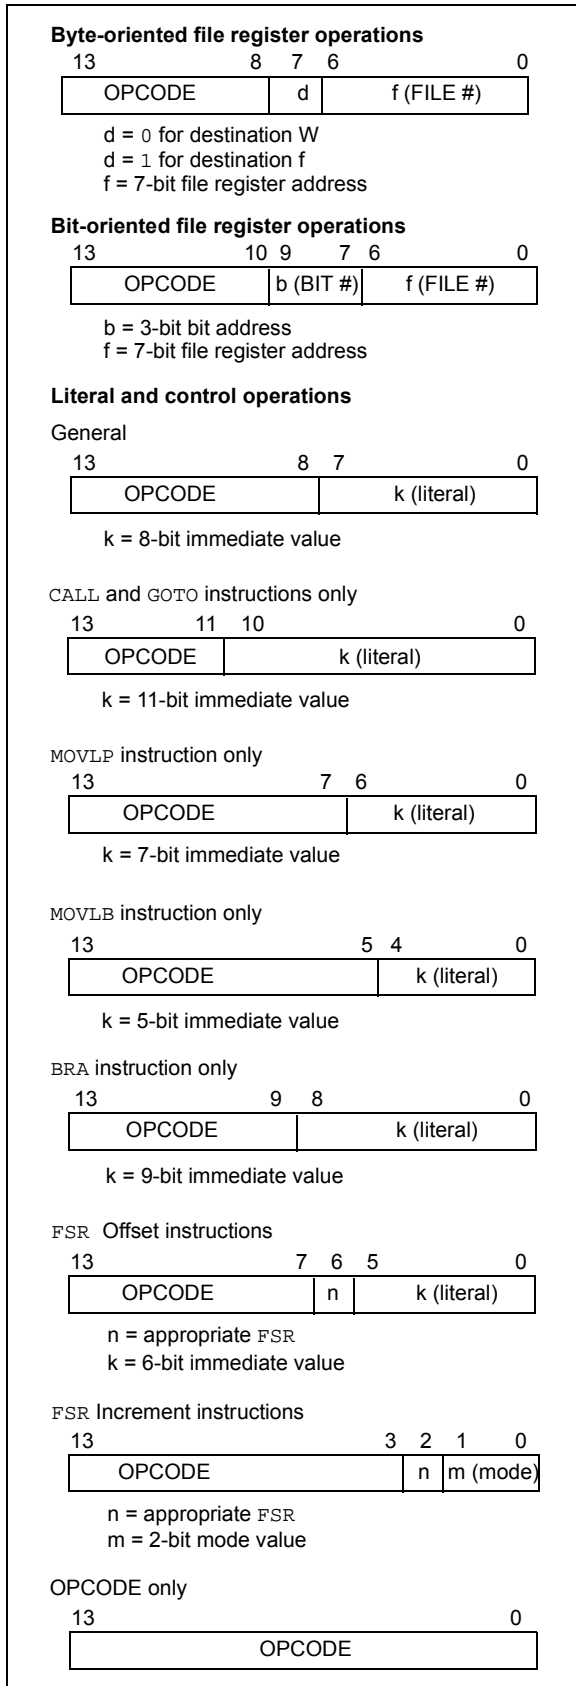 Byte-oriented file register operations
13 8 7 6 0
OPCODE d f (FILE #)
d = 0 for destination W
d = 1 for destination f
f = 7-bit file register address
Bit-oriented file register operations
13 10 9 7 6 0
OPCODE b (BIT #) f (FILE #)
b = 3-bit bit address
f = 7-bit file register address
Literal and control operations
General
13 8 7 0
OPCODE k (literal)
k = 8-bit immediate value
CALL and GOTO instructions only
13 11 10 0
OPCODE k (literal)
k = 11-bit immediate value
MOVLP instruction only
13 7 6 0
OPCODE k (literal)
k = 7-bit immediate value
MOVLB instruction only
13 5 4 0
OPCODE k (literal)
k = 5-bit immediate value
BRA instruction only
13 9 8 0
OPCODE k (literal)
k = 9-bit immediate value
FSR Offset instructions
13 7 6 5 0
OPCODE n k (literal)
n = appropriate FSR
k = 6-bit immediate value
FSR Increment instructions
13 3 2 1 0
OPCODE n m (mode)
n = appropriate FSR
m = 2-bit mode value
OPCODE only
13 0
OPCODE